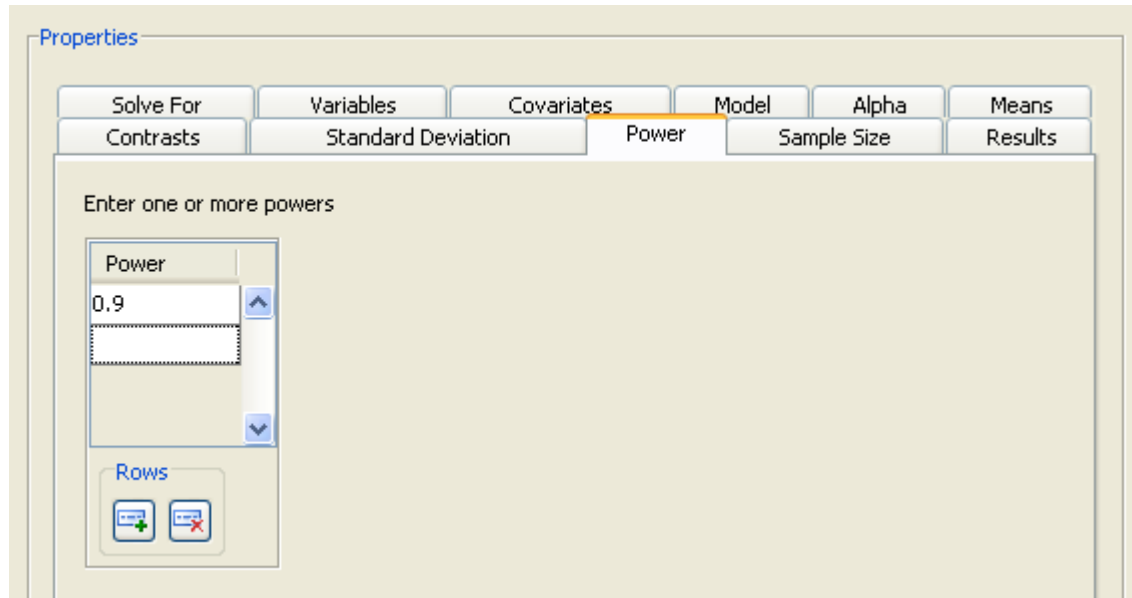 Properties
Solve For Variables Covariates Model Alpha Means
Contrasts Standard Deviation Power Sample Size Results
Enter one or more powers
Power
0.9
Rows